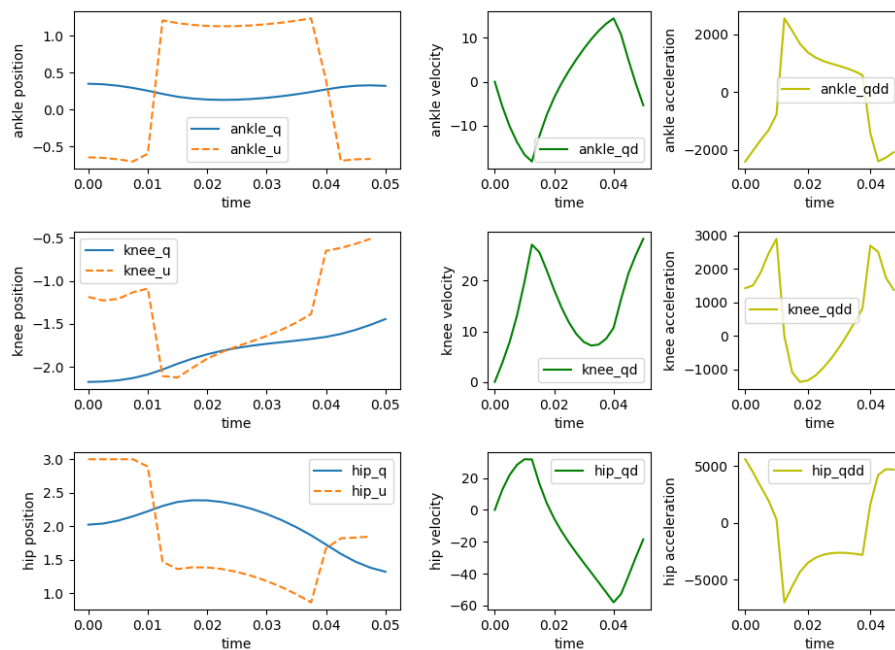 ankle position
1.0
0.5
0.0
−0.5
ankle_q
ankle_u
0.00 0.01 0.02 0.03 0.04 0.05
time
ankle velocity
10
0
−10
ankle_qd
0.00 0.02 0.04
time
ankle acceleration
2000
0
−2000
ankle_qdd
0.00 0.02 0.04
time
knee position
−0.5
−1.0
−1.5
−2.0
knee_q
knee_u
0.00 0.01 0.02 0.03 0.04 0.05
time
knee velocity
20
10
0
knee_qd
0.00 0.02 0.04
time
knee acceleration
3000
2000
1000
0
−1000
knee_qdd
0.00 0.02 0.04
time
hip position
3.0
2.5
2.0
1.5
1.0
hip_q
hip_u
0.00 0.01 0.02 0.03 0.04 0.05
time
hip velocity
20
0
−20
−40
−60
hip_qd
0.00 0.02 0.04
time
hip acceleration
5000
0
−5000
hip_qdd
0.00 0.02 0.04
time